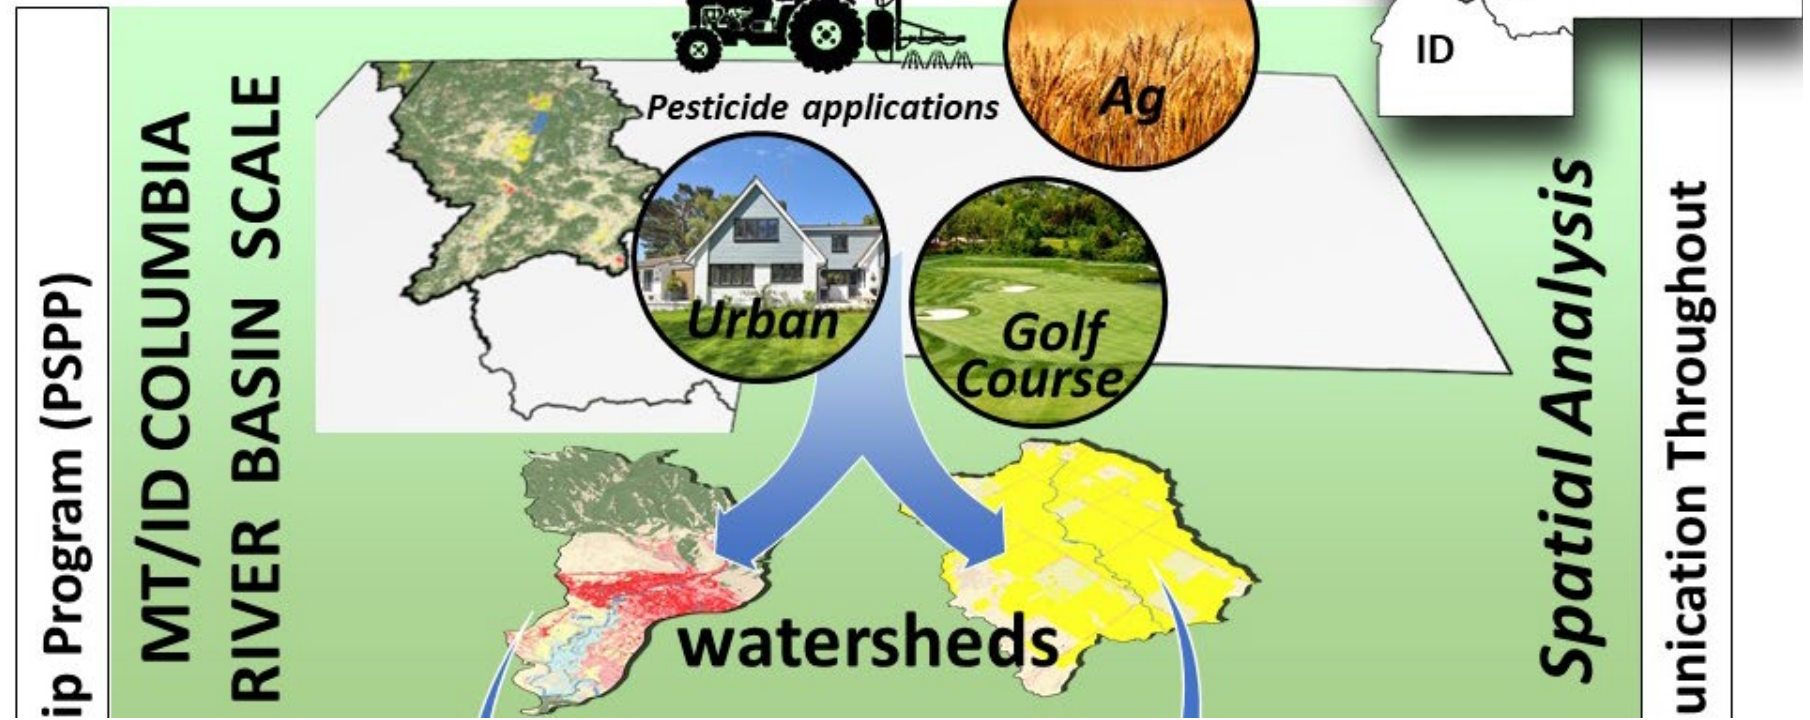 ip Program (PSPP)
MT/ID COLUMBIA
RIVER BASIN SCALE
Pesticide applications
Ag
ID
Urban
Golf
Course
watersheds
Spatial Analysis
unication Throughout